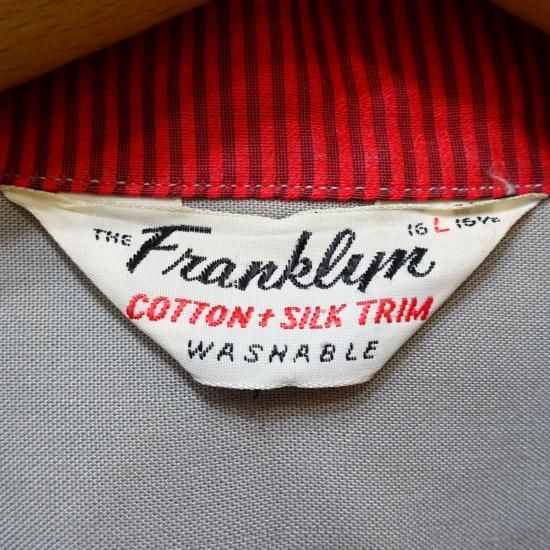 THE Franklyn 16 L 16½
COTTON + SILK TRIM
WASHABLE